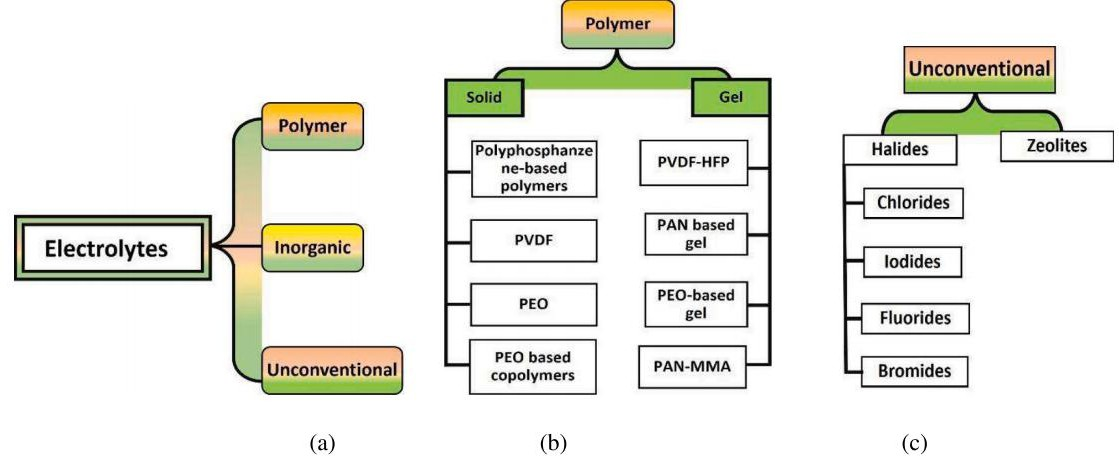 Electrolytes
Polymer
Inorganic
Unconventional
(a)
Polymer
Solid
Polyphosphanze
ne-based
polymers
PVDF
PEO
PEO based
copolymers
Gel
PVDF-HFP
PAN based
gel
PEO-based
gel
PAN-MMA
(b)
Unconventional
Halides
Chlorides
Iodides
Fluorides
Bromides
Zeolites
(c)